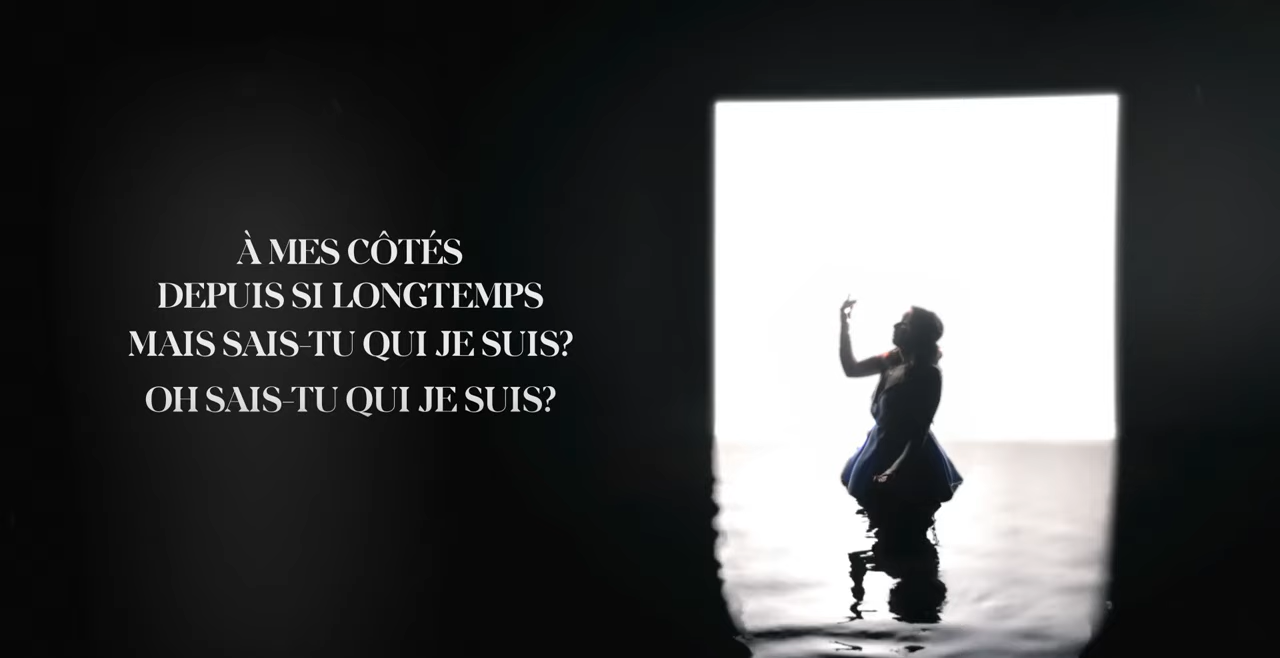 À MES CÔTÉS
DEPUIS SI LONGTEMPS
MAIS SAIS-TU QUI JE SUIS?
OH SAIS-TU QUI JE SUIS?